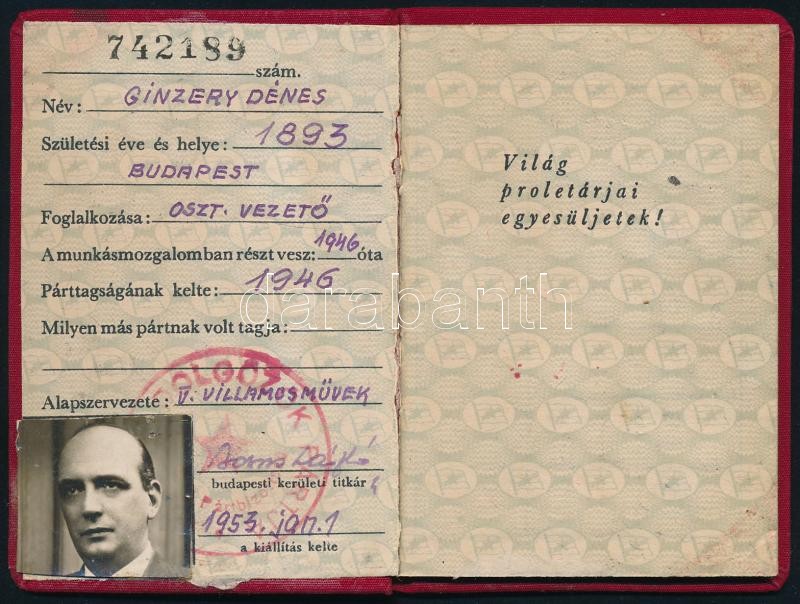 742189
szám.
Név: GINZERY DÉNES
Születési éve és helye: 1893
BUDAPEST
Foglalkozása: OSZT. VEZETŐ
A munkásmozgalomban részt vesz: 1946 óta
Párttagságának kelte: 1946
Milyen más pártnak volt tagja:
Alapszervezete: V. VILLAMOSMŰVEK
budapesti kerületi titkár
1953. jan. 1
a kiállítás kelte
Világ
proletárjai
egyesüljetek!
darabanth